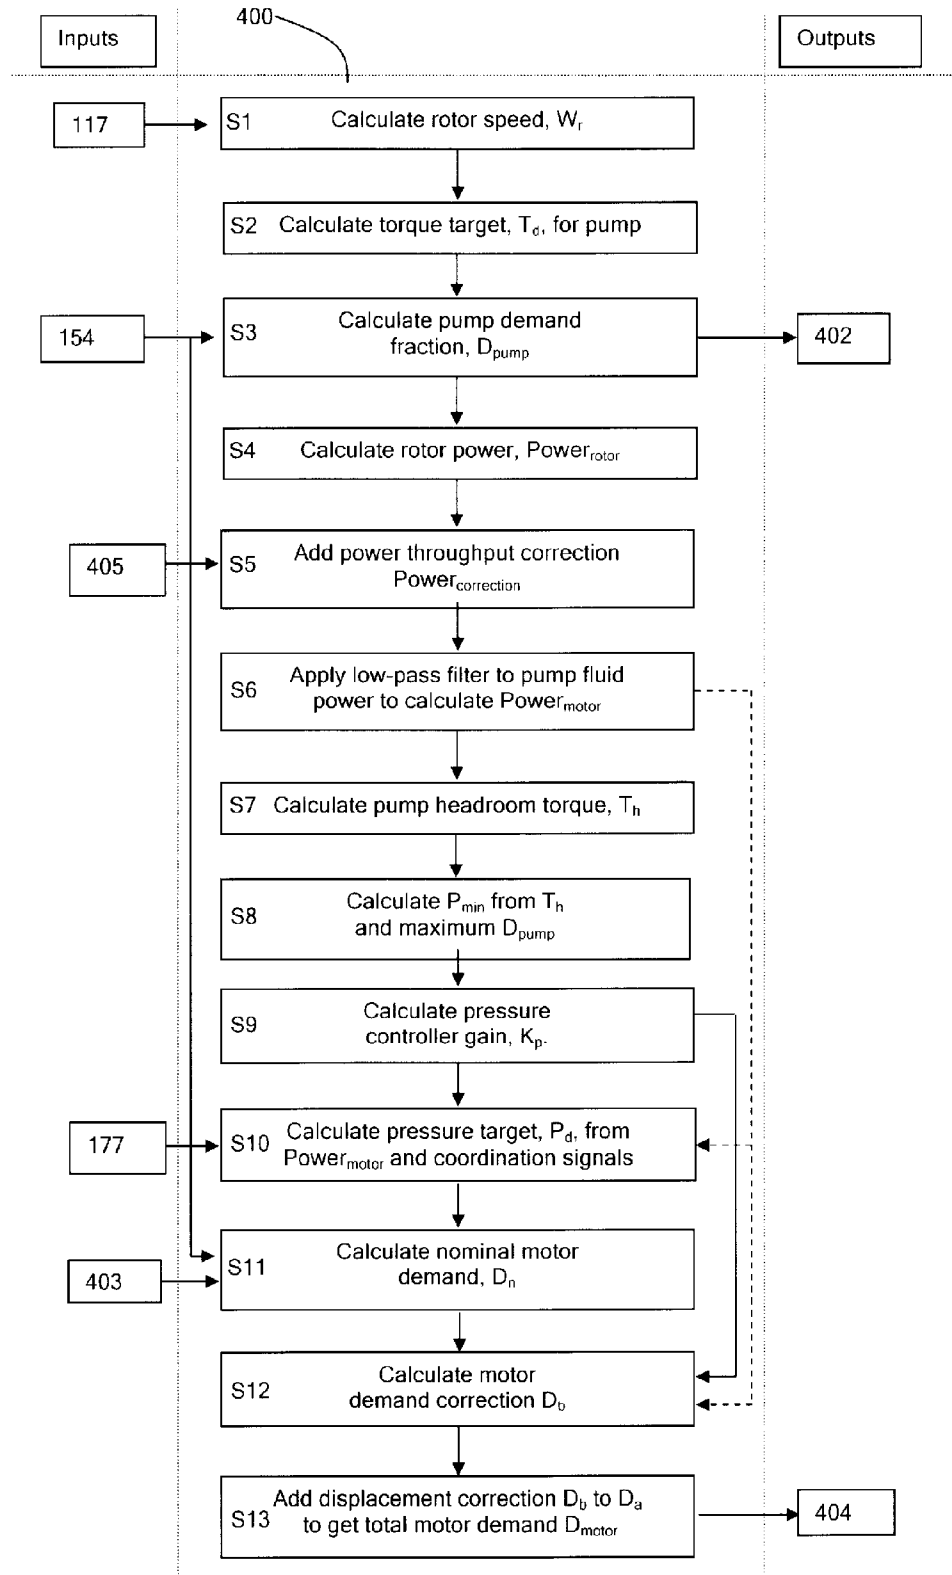 Inputs
400
Outputs
117
S1 Calculate rotor speed, Wr
S2 Calculate torque target, Td, for pump
154
S3 Calculate pump demand
fraction, Dpump
402
S4 Calculate rotor power, Powerrotor
405
S5 Add power throughput correction
Powercorrection
S6 Apply low-pass filter to pump fluid
power to calculate Powermotor
S7 Calculate pump headroom torque, Th
S8 Calculate Pmin from Th
and maximum Dpump
S9 Calculate pressure
controller gain, Kp.
177
S10 Calculate pressure target, Pd, from
Powermotor and coordination signals
403
S11 Calculate nominal motor
demand, Dn
S12 Calculate motor
demand correction Db
S13 Add displacement correction Db to Da
to get total motor demand Dmotor
404